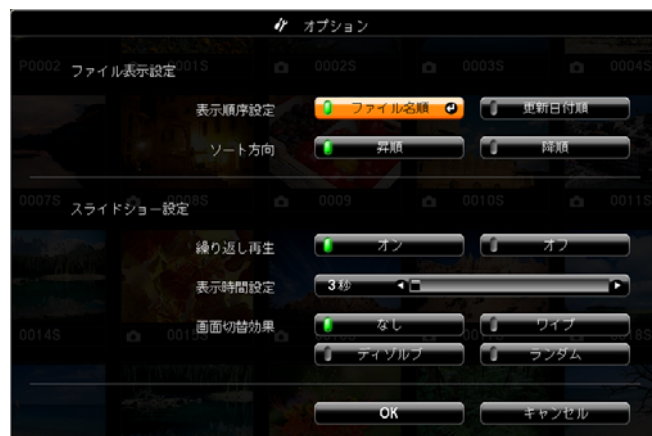 オプション
P0002 0001S 0002S 0003S 0004S
ファイル表示設定
表示順序設定 ファイル名順 更新日付順
ソート方向 昇順 降順
0007S 0008S 0009 0010S 0011S
スライドショー設定
繰り返し再生 オン オフ
表示時間設定 3秒
画面切替効果 なし ワイプ
0014S
ディゾルブ ランダム
OK キャンセル